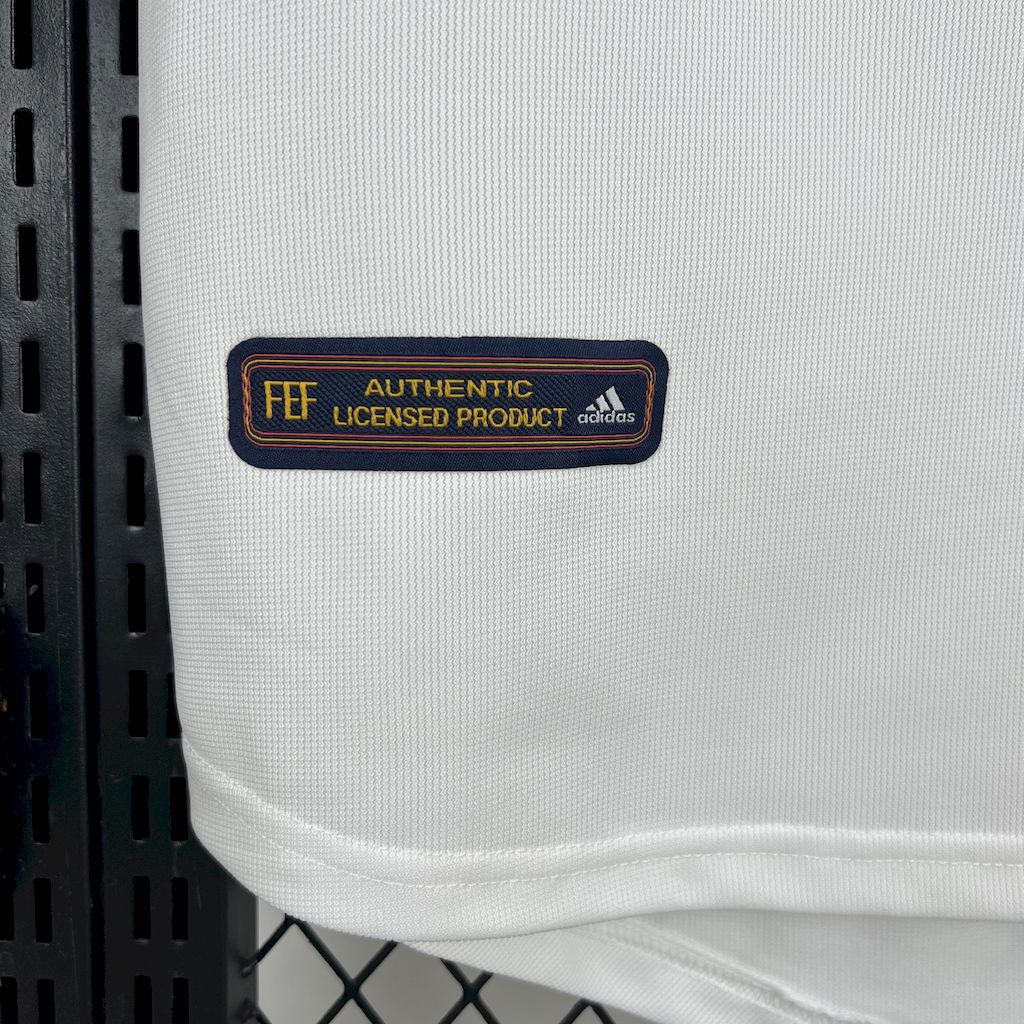 FEF
AUTHENTIC
LICENSED PRODUCT
adidas